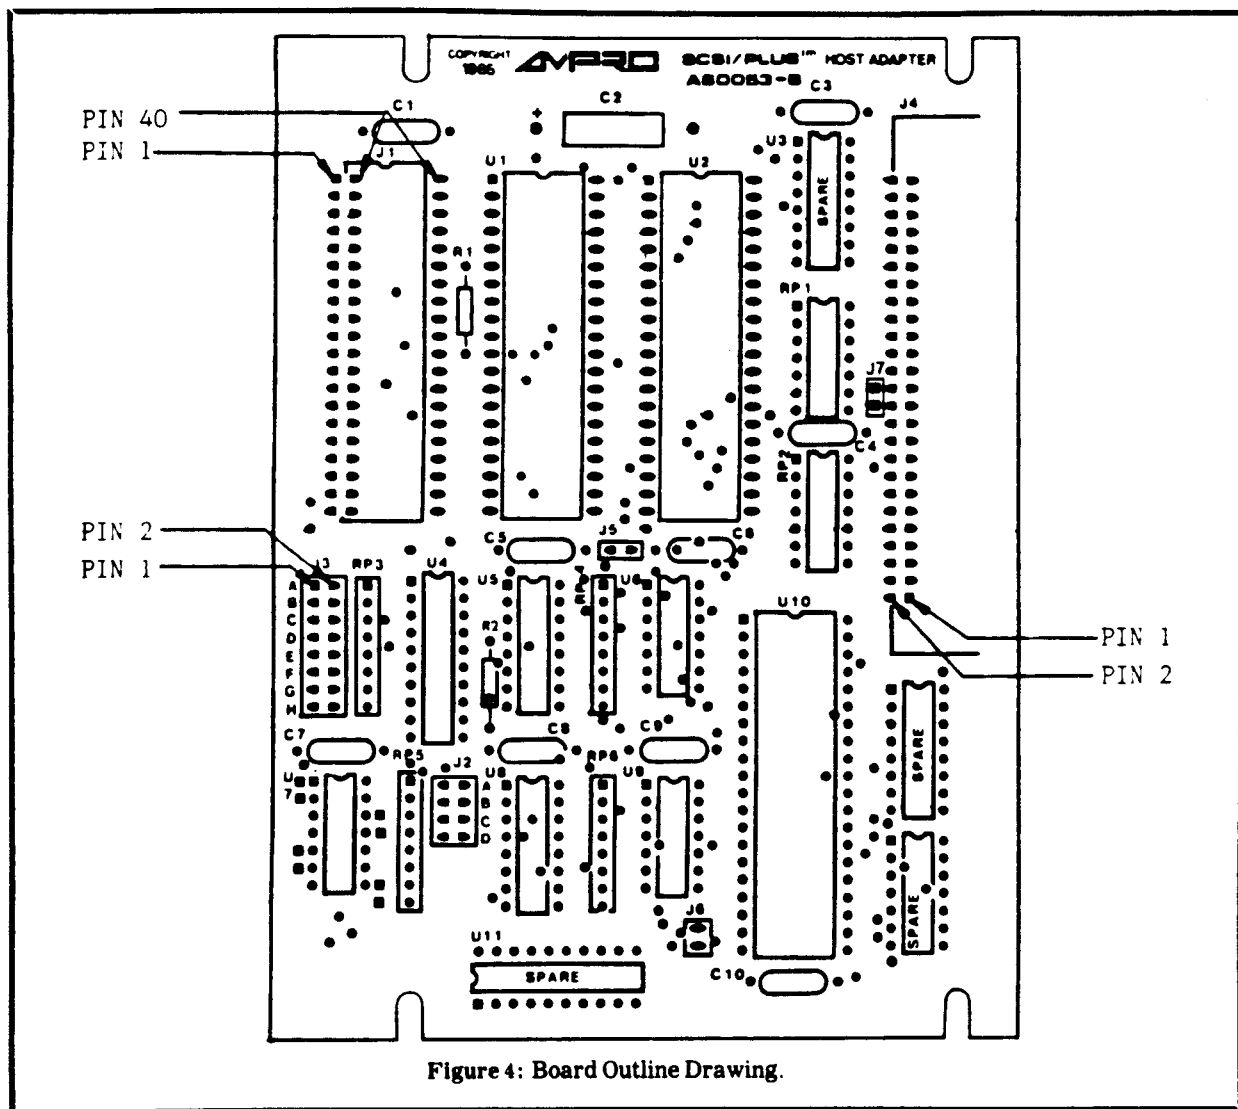 COPYRIGHT
1985
AMPRO
SCSI/PLUS™ HOST ADAPTER
A60053-B
PIN 40
PIN 1
C1
J1
U1
C2
U2
C3
U3
SPARE
J4
R1
RP1
J7
C4
RP2
PIN 2
PIN 1
J3
A
B
C
D
E
F
G
H
RP3
U4
C5
U5
J5
RP4
C6
U6
R2
U10
PIN 1
PIN 2
C7
U
7
RP5
J2
A
B
C
D
C8
U8
RP6
C9
U9
J6
SPARE
SPARE
U11
SPARE
C10
Figure 4: Board Outline Drawing.